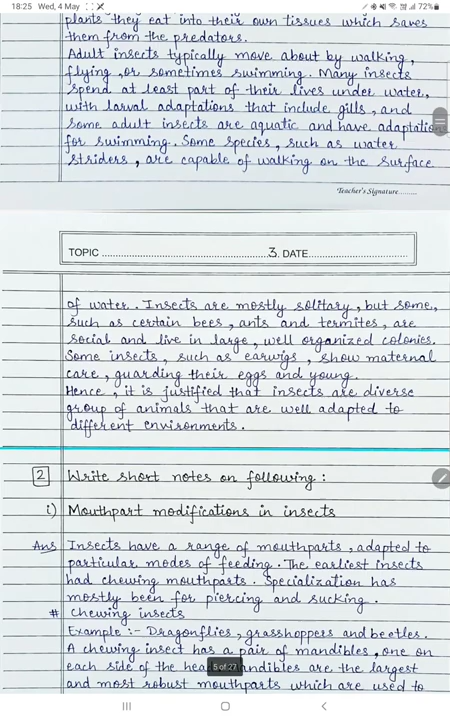 18:25 Wed, 4 May
72%
plants they eat into their own tissues which saves
them from the predators.
Adult insects typically move about by walking,
flying, or sometimes swimming. Many insects
spend at least part of their lives under water,
with larval adaptations that include gills, and
some adult insects are aquatic and have adaptation
for swimming. Some species, such as water
striders, are capable of walking on the surface
Teacher's Signature..........
TOPIC .......... 3. DATE..........
of water. Insects are mostly solitary, but some,
such as certain bees, ants and termites, are
social and live in large, well organized colonies.
Some insects, such as earwigs, show maternal
care, guarding their eggs and young.
Hence, it is justified that insects are diverse
group of animals that are well adapted to
different environments.
2 Write short notes on following :
i) Mouthpart modifications in insects
Ans Insects have a range of mouthparts, adapted to
particular modes of feeding. The earliest insects
had chewing mouthparts. Specialization has
mostly been for piercing and sucking.
# Chewing insects
Example :- Dragonflies, grasshoppers and beetles.
A chewing insect has a pair of mandibles, one on
each side of the hea 5 of 27 andibles are the largest
and most robust mouthparts which are used to